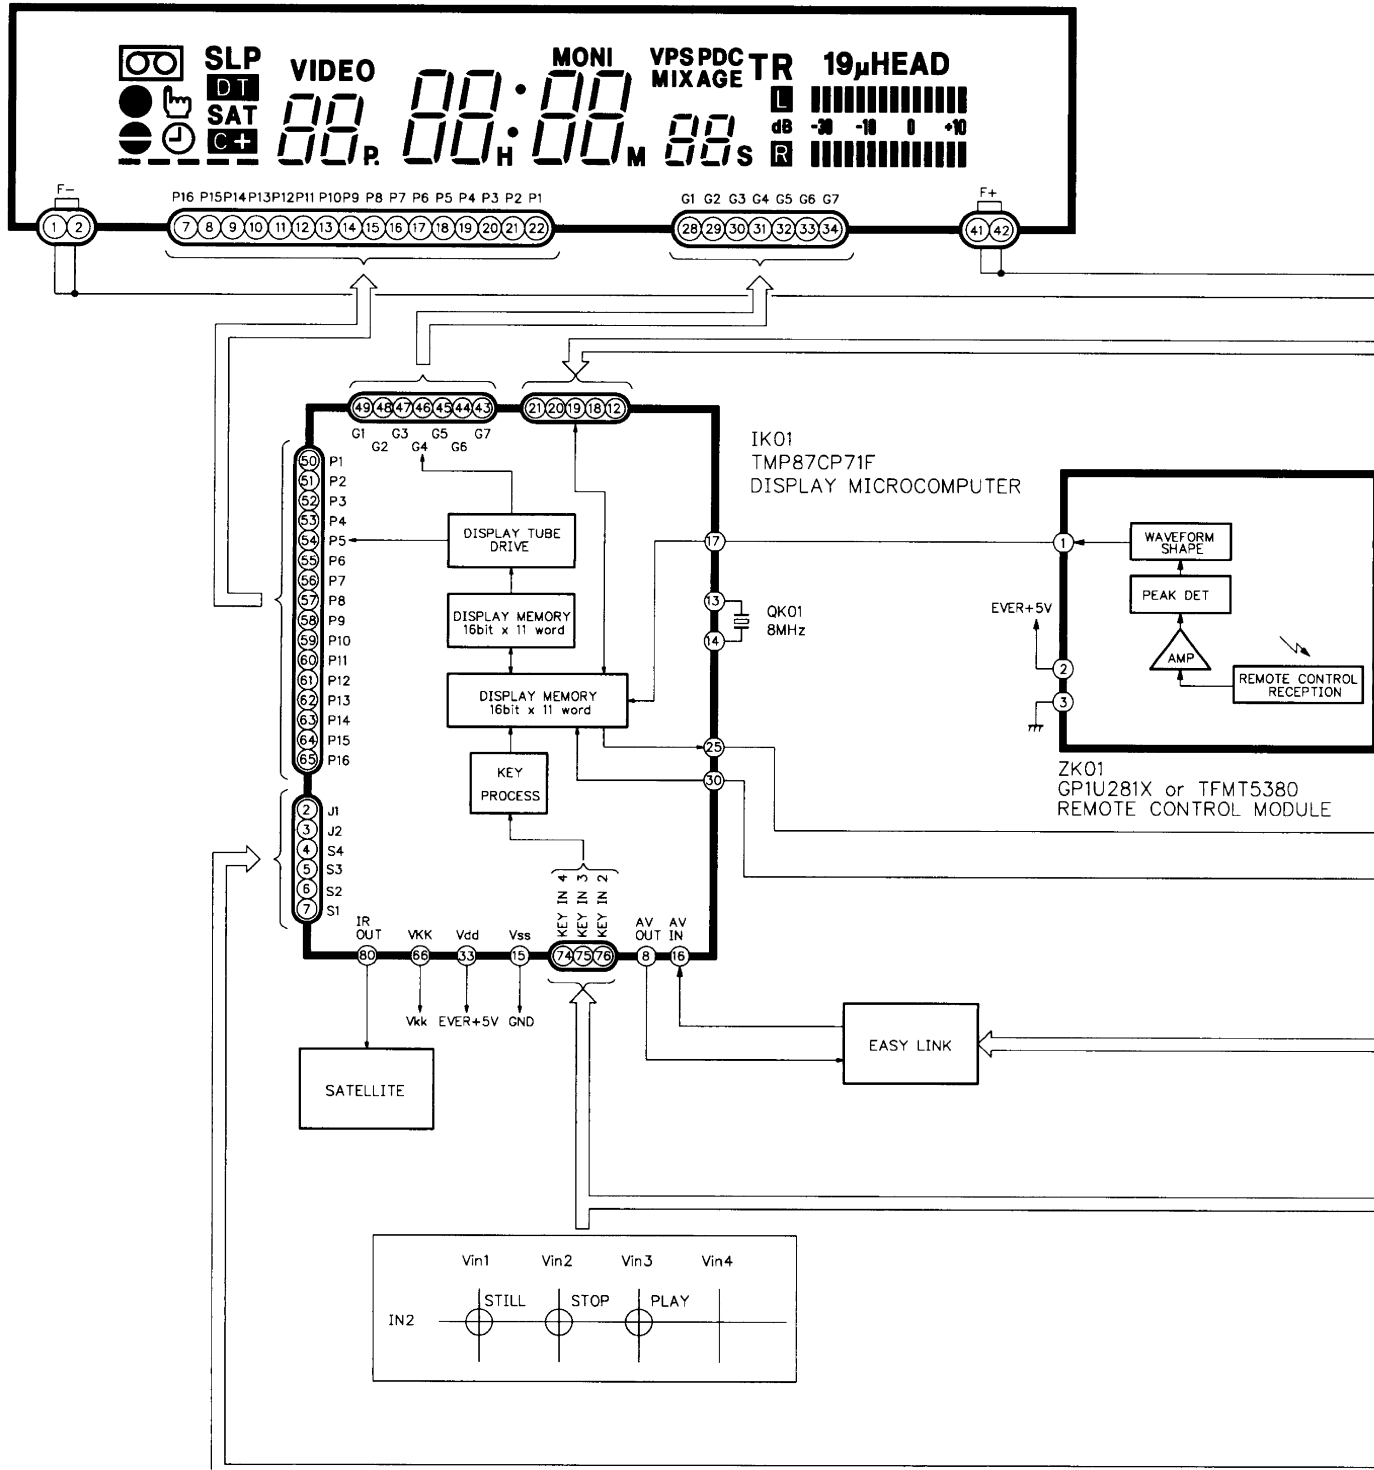 SLP
DT
SAT
C+
VIDEO
MONI
VPS PDC
MIXAGE
TR
19µHEAD
L
dB -30 -10 0 +10
R
88 P. 88:88 H M 88 S
F-
P16 P15 P14 P13 P12 P11 P10 P9 P8 P7 P6 P5 P4 P3 P2 P1
G1 G2 G3 G4 G5 G6 G7
F+
1 2
7 8 9 10 11 12 13 14 15 16 17 18 19 20 21 22
28 29 30 31 32 33 34
41 42
49 48 47 46 45 44 43
21 20 19 18 12
G1 G2 G3 G4 G5 G6 G7
IK01
TMP87CP71F
DISPLAY MICROCOMPUTER
50 P1
51 P2
52 P3
53 P4
54 P5
55 P6
56 P7
57 P8
58 P9
59 P10
60 P11
61 P12
62 P13
63 P14
64 P15
65 P16
2 J1
3 J2
4 S4
5 S3
6 S2
7 S1
DISPLAY TUBE
DRIVE
DISPLAY MEMORY
16bit x 11 word
DISPLAY MEMORY
16bit x 11 word
KEY
PROCESS
17
13
14
QK01
8MHz
25
30
1
2
3
EVER+5V
WAVEFORM
SHAPE
PEAK DET
AMP
REMOTE CONTROL
RECEPTION
ZK01
GP1U281X or TFMT5380
REMOTE CONTROL MODULE
KEY IN 4
KEY IN 3
KEY IN 2
IR
OUT
VKK
Vdd
Vss
AV
OUT
AV
IN
80 66 33 15 74 75 76 8 16
Vkk EVER+5V GND
SATELLITE
EASY LINK
Vin1 Vin2 Vin3 Vin4
STILL STOP PLAY
IN2